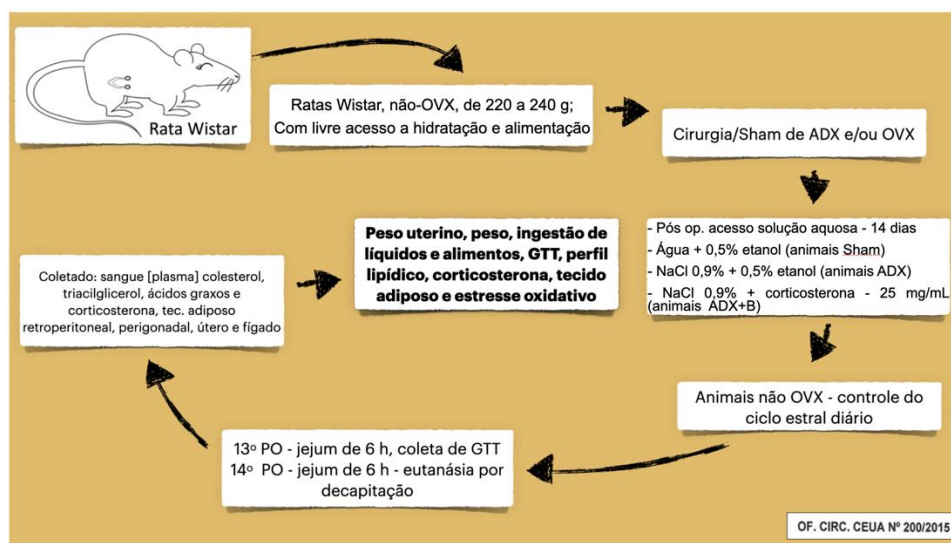 Rata Wistar
Ratas Wistar, não-OVX, de 220 a 240 g;
Com livre acesso a hidratação e alimentação
Cirurgia/Sham de ADX e/ou OVX
- Pós op. acesso solução aquosa - 14 dias
- Água + 0,5% etanol (animais Sham)
- NaCl 0,9% + 0,5% etanol (animais ADX)
- NaCl 0,9% + corticosterona - 25 mg/mL
(animais ADX+B)
Animais não OVX - controle do
ciclo estral diário
13º PO - jejum de 6 h, coleta de GTT
14º PO - jejum de 6 h - eutanásia por
decapitação
Coletado: sangue [plasma] colesterol,
triacilglicerol, ácidos graxos e
corticosterona, tec. adiposo
retroperitoneal, perigonadal, útero e fígado
Peso uterino, peso, ingestão de
líquidos e alimentos, GTT, perfil
lipídico, corticosterona, tecido
adiposo e estresse oxidativo
OF. CIRC. CEUA Nº 200/2015